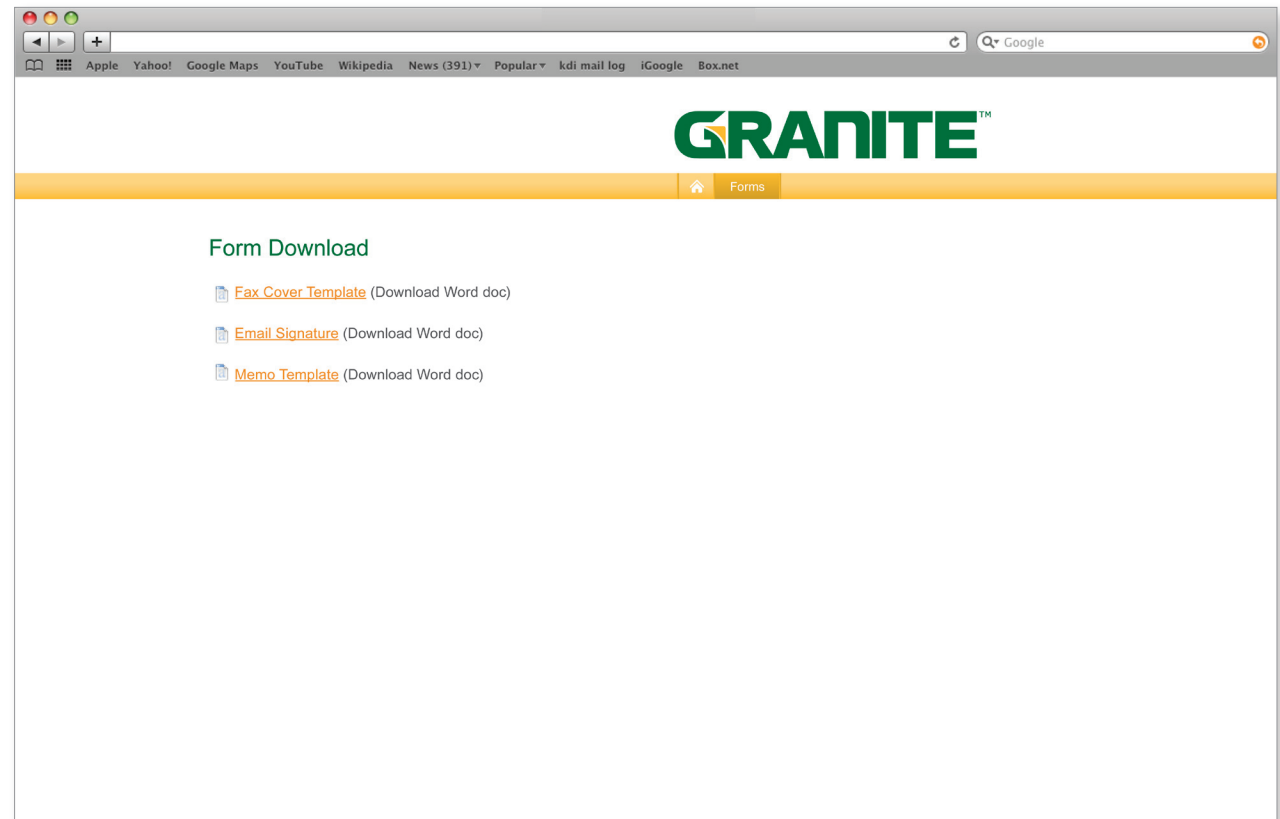 Google
Apple Yahoo! Google Maps YouTube Wikipedia News (391) Popular kdi mail log iGoogle Box.net
GRANITE™
Forms
Form Download
Fax Cover Template (Download Word doc)
Email Signature (Download Word doc)
Memo Template (Download Word doc)